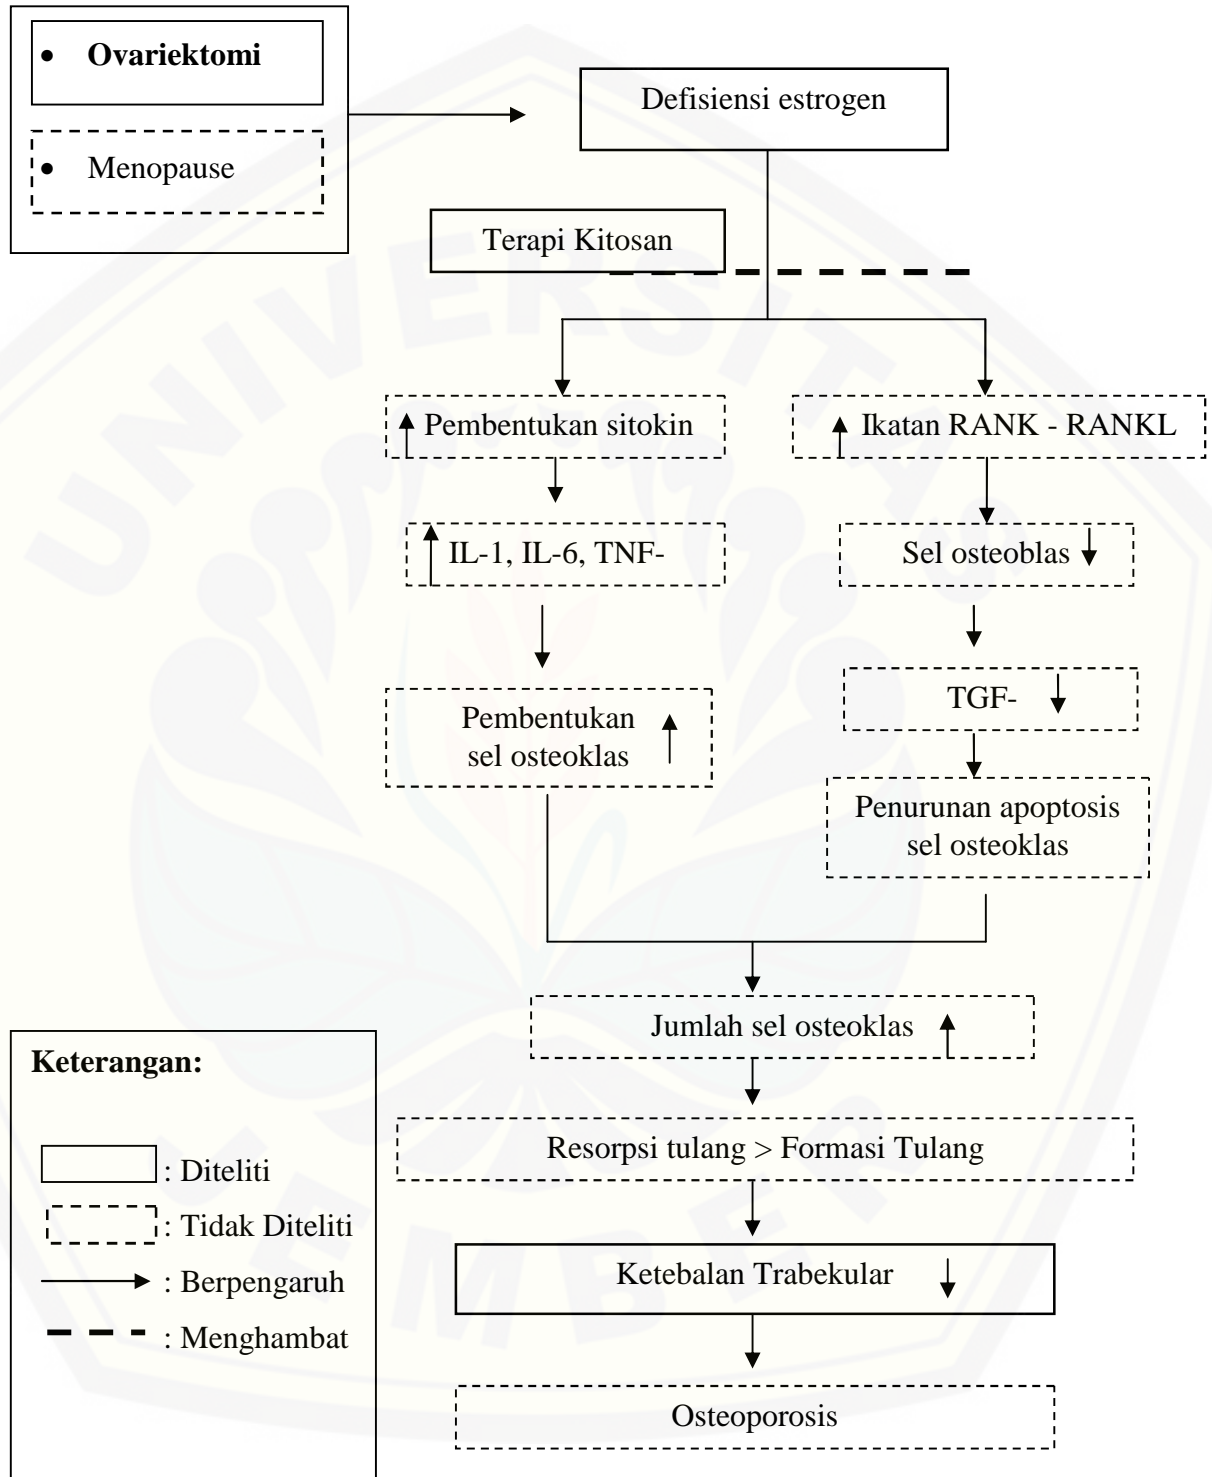 • Ovariektomi
• Menopause
Defisiensi estrogen
Terapi Kitosan
Pembentukan sitokin
Ikatan RANK - RANKL
IL-1, IL-6, TNF-
Sel osteoblas
TGF-
Pembentukan
sel osteoklas
Penurunan apoptosis
sel osteoklas
Jumlah sel osteoklas
Resorpsi tulang > Formasi Tulang
Ketebalan Trabekular
Osteoporosis
Keterangan:
: Diteliti
: Tidak Diteliti
: Berpengaruh
: Menghambat
UNIVERSITAS
JEMBER